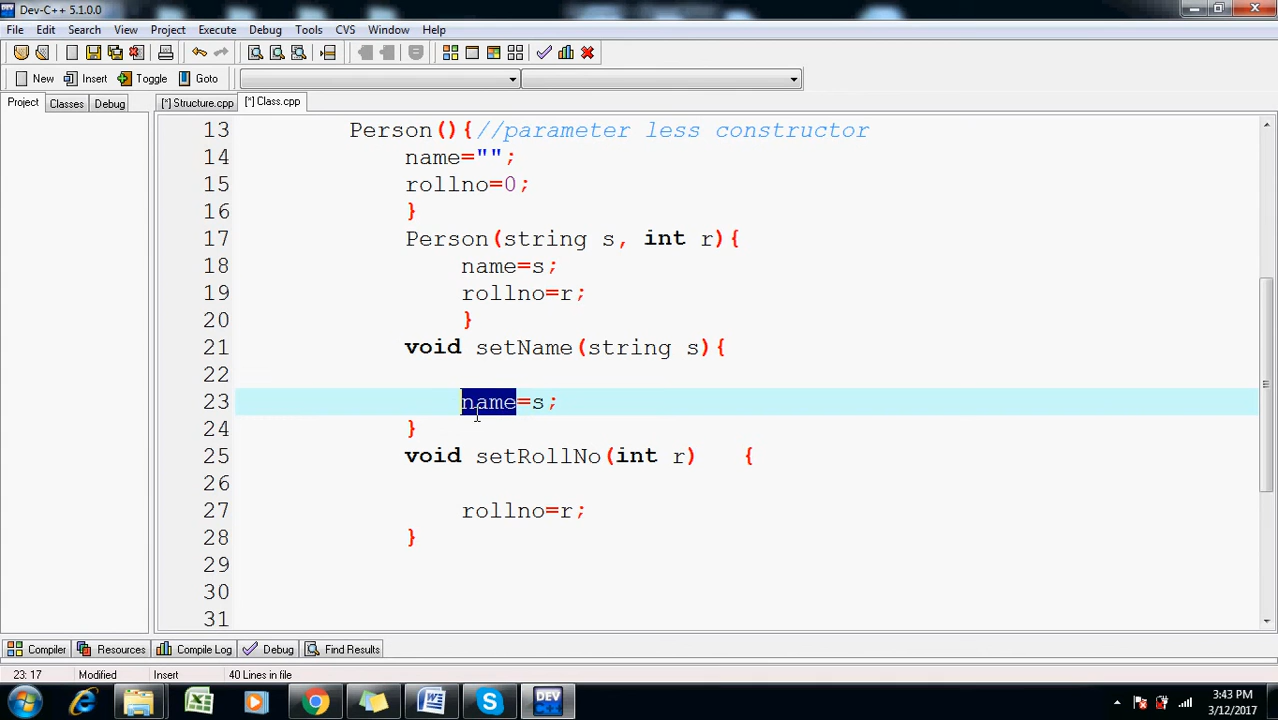 Dev-C++ 5.1.0.0
File Edit Search View Project Execute Debug Tools CVS Window Help
New Insert Toggle Goto
Project Classes Debug [*] Structure.cpp [*] Class.cpp
13 Person(){//parameter less constructor
14 name="";
15 rollno=0;
16 }
17 Person(string s, int r){
18 name=s;
19 rollno=r;
20 }
21 void setName(string s){
22
23 name=s;
24 }
25 void setRollNo(int r) {
26
27 rollno=r;
28 }
29
30
31
Compiler Resources Compile Log Debug Find Results
23: 17 Modified Insert 40 Lines in file
3:43 PM
3/12/2017